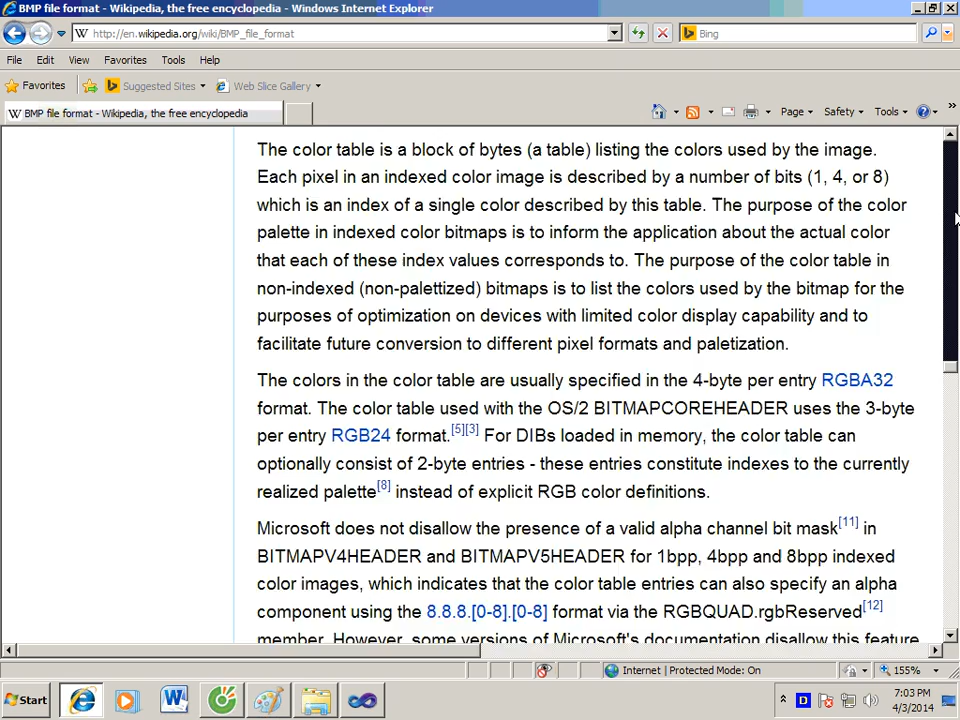 BMP file format - Wikipedia, the free encyclopedia - Windows Internet Explorer
http://en.wikipedia.org/wiki/BMP_file_format
Bing
File Edit View Favorites Tools Help
Favorites Suggested Sites Web Slice Gallery
W BMP file format - Wikipedia, the free encyclopedia
Page Safety Tools »
The color table is a block of bytes (a table) listing the colors used by the image.
Each pixel in an indexed color image is described by a number of bits (1, 4, or 8)
which is an index of a single color described by this table. The purpose of the color
palette in indexed color bitmaps is to inform the application about the actual color
that each of these index values corresponds to. The purpose of the color table in
non-indexed (non-palettized) bitmaps is to list the colors used by the bitmap for the
purposes of optimization on devices with limited color display capability and to
facilitate future conversion to different pixel formats and paletization.
The colors in the color table are usually specified in the 4-byte per entry RGBA32
format. The color table used with the OS/2 BITMAPCOREHEADER uses the 3-byte
per entry RGB24 format.[5][3] For DIBs loaded in memory, the color table can
optionally consist of 2-byte entries - these entries constitute indexes to the currently
realized palette[8] instead of explicit RGB color definitions.
Microsoft does not disallow the presence of a valid alpha channel bit mask[11] in
BITMAPV4HEADER and BITMAPV5HEADER for 1bpp, 4bpp and 8bpp indexed
color images, which indicates that the color table entries can also specify an alpha
component using the 8.8.8.[0-8].[0-8] format via the RGBQUAD.rgbReserved[12]
member. However, some versions of Microsoft's documentation disallow this feature
Internet | Protected Mode: On 155%
Start
D
7:03 PM
4/3/2014